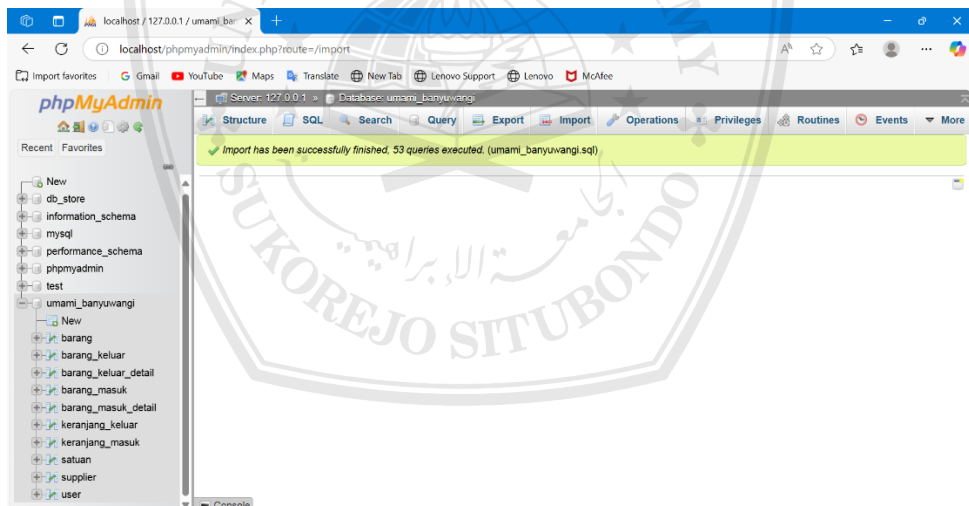 localhost / 127.0.0.1 / umami_bar
localhost/phpmyadmin/index.php?route=/import
Import favorites Gmail YouTube Maps Translate New Tab Lenovo Support Lenovo McAfee
phpMyAdmin
Recent Favorites
New
db_store
information_schema
mysql
performance_schema
phpmyadmin
test
umami_banyuwangi
New
barang
barang_keluar
barang_keluar_detail
barang_masuk
barang_masuk_detail
keranjang_keluar
keranjang_masuk
satuan
supplier
user
Server: 127.0.0.1 » Database: umami_banyuwangi
Structure SQL Search Query Export Import Operations Privileges Routines Events More
Import has been successfully finished, 53 queries executed. (umami_banyuwangi.sql)
Console
SUKOREJO SITUBONDO